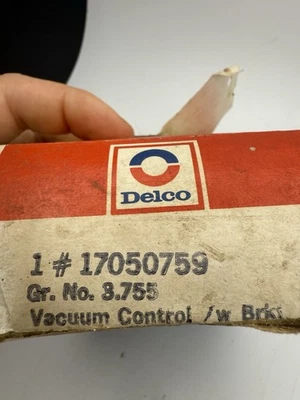 Delco
1 # 17050759
Gr. No. 3.755
Vacuum Control /w Brkt